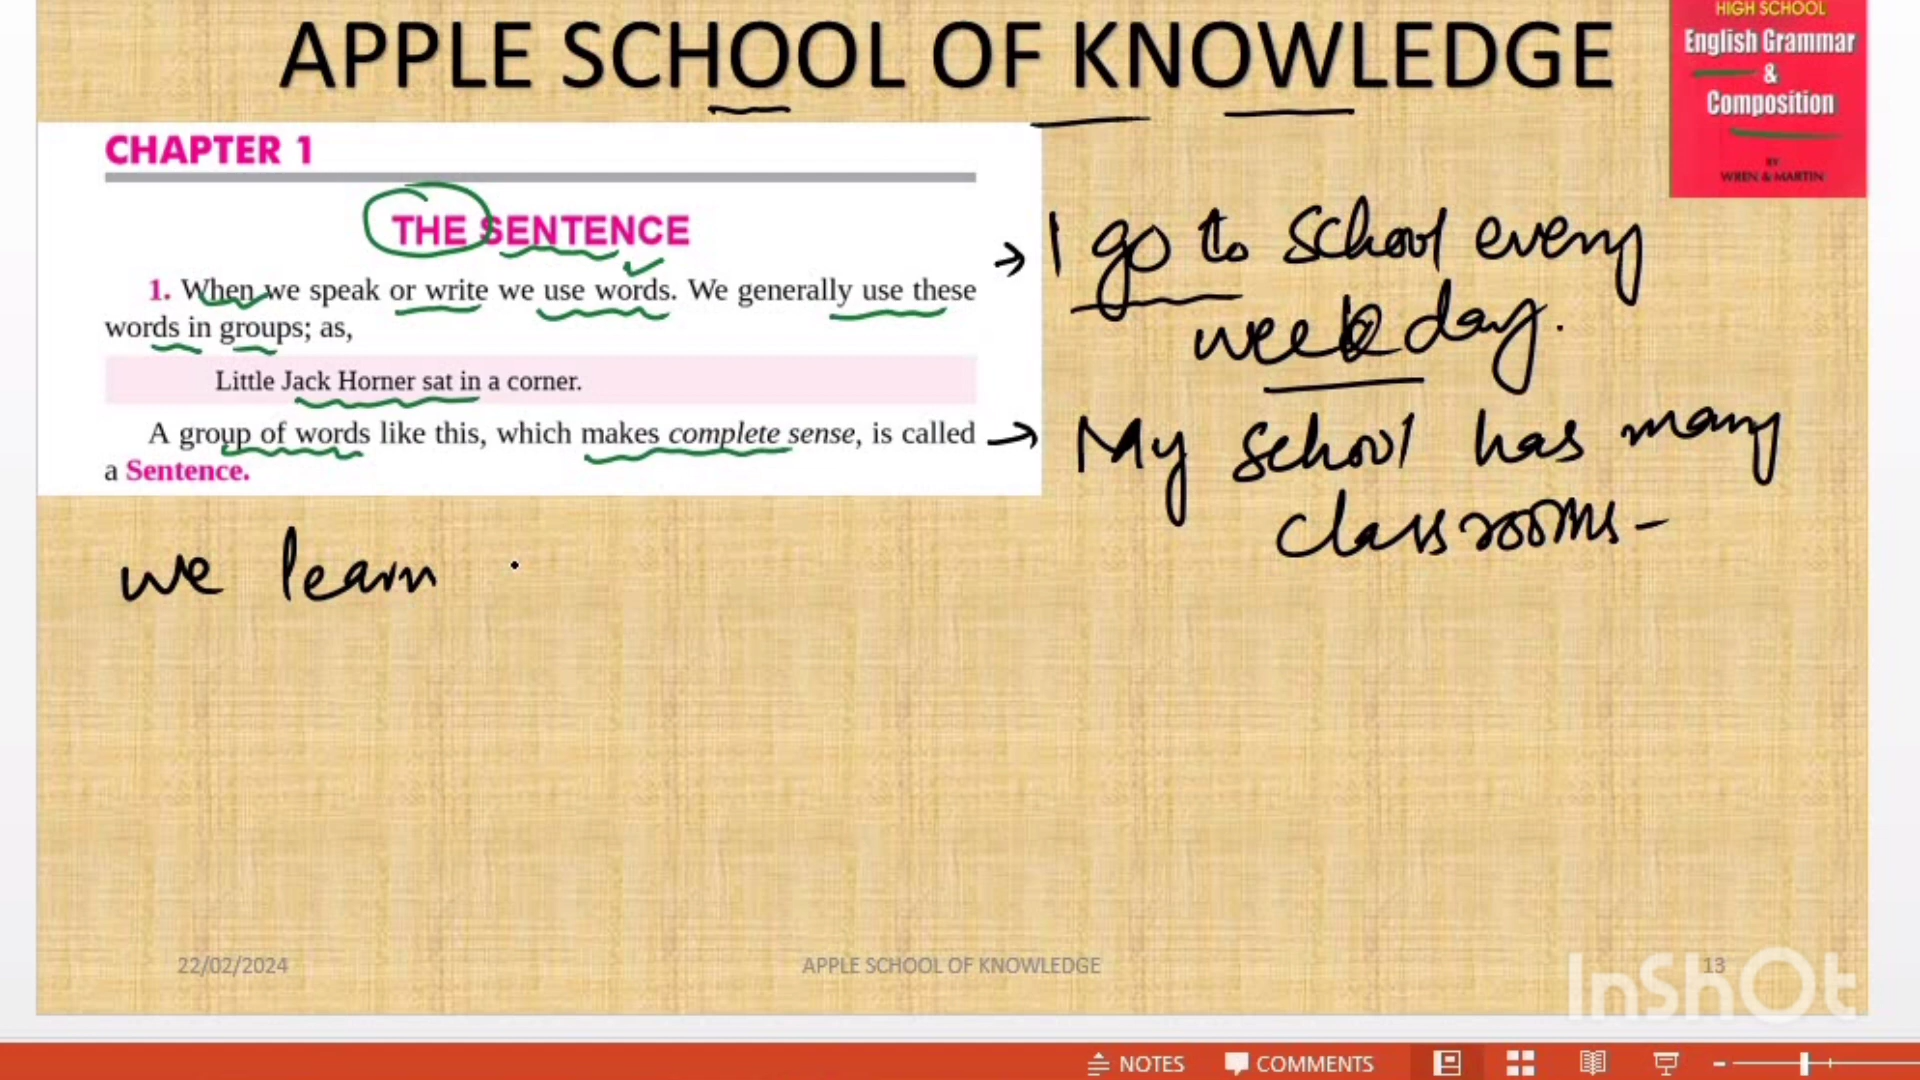 APPLE SCHOOL OF KNOWLEDGE
HIGH SCHOOL
English Grammar
&
Composition
BY
WREN & MARTIN
CHAPTER 1
THE SENTENCE
1. When we speak or write we use words. We generally use these
words in groups; as,
Little Jack Horner sat in a corner.
A group of words like this, which makes complete sense, is called
a Sentence.
I go to school every
week day.
My school has many
classrooms-
we learn
22/02/2024
APPLE SCHOOL OF KNOWLEDGE
13
InShOt
NOTES
COMMENTS